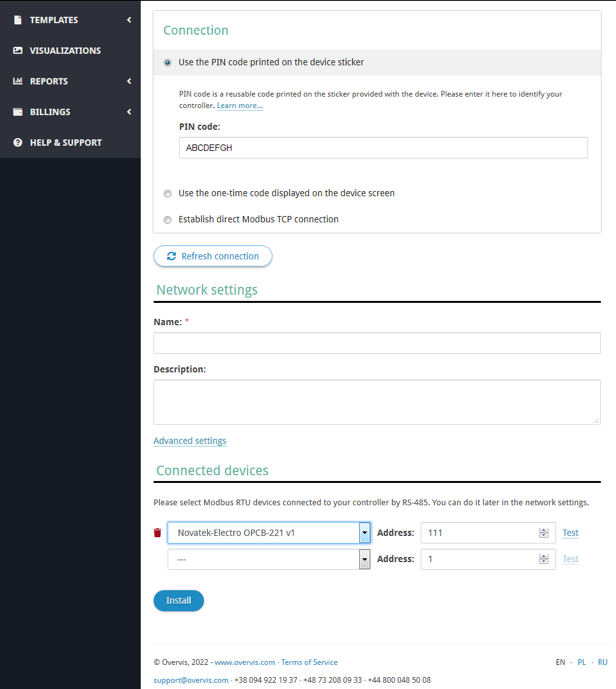 TEMPLATES
VISUALIZATIONS
REPORTS
BILLINGS
HELP & SUPPORT
Connection
Use the PIN code printed on the device sticker
PIN code is a reusable code printed on the sticker provided with the device. Please enter it here to identify your
controller. Learn more...
PIN code:
ABCDEFGH
Use the one-time code displayed on the device screen
Establish direct Modbus TCP connection
Refresh connection
Network settings
Name: *
Description:
Advanced settings
Connected devices
Please select Modbus RTU devices connected to your controller by RS-485. You can do it later in the network settings.
Novatek-Electro OPCB-221 v1 Address: 111 Test
--- Address: 1 Test
Install
© Overvis, 2022 · www.overvis.com · Terms of Service EN · PL · RU
support@overvis.com · +38 094 922 19 37 · +48 73 208 09 33 · +44 800 048 50 08